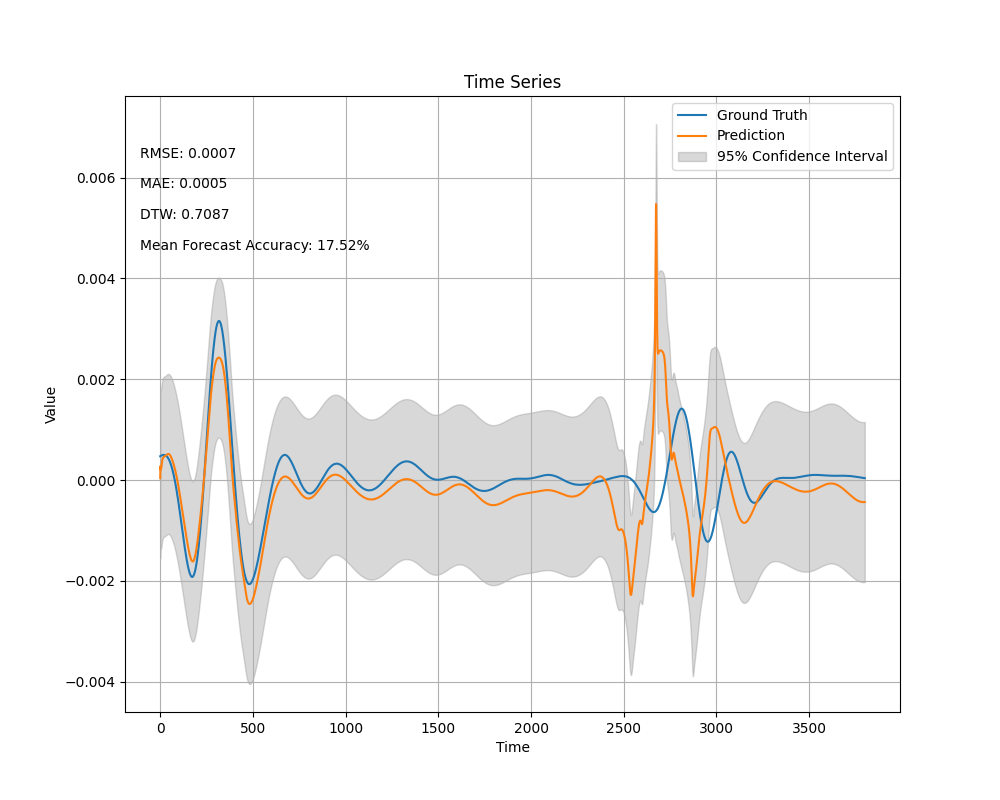 Time Series
Ground Truth
Prediction
95% Confidence Interval
RMSE: 0.0007
MAE: 0.0005
DTW: 0.7087
Mean Forecast Accuracy: 17.52%
Value
0.006
0.004
0.002
0.000
−0.002
−0.004
0 500 1000 1500 2000 2500 3000 3500
Time